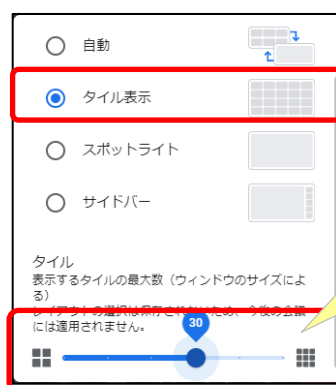 自動
タイル表示
スポットライト
サイドバー
タイル
表示するタイルの最大数（ウィンドウのサイズによ
る）
レイアウトの選択は保存されないため、今後の会議
には適用されません。
30